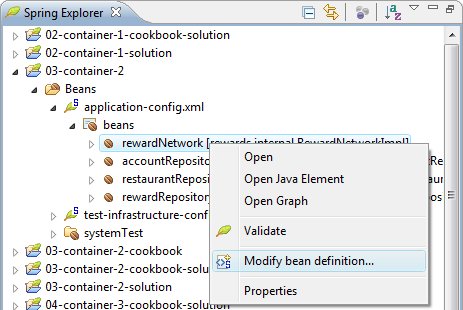 Spring Explorer
02-container-1-cookbook-solution
02-container-1-solution
03-container-2
Beans
application-config.xml
beans
rewardNetwork [rewards.internal.RewardNetworkImpl]
accountReposito
restaurantReposi
rewardRepository
test-infrastructure-conf
systemTest
03-container-2-cookbook
03-container-2-cookbook-solution
03-container-2-solution
04-container-3-cookbook-solution
Open
Open Java Element
Open Graph
Validate
Modify bean definition...
Properties